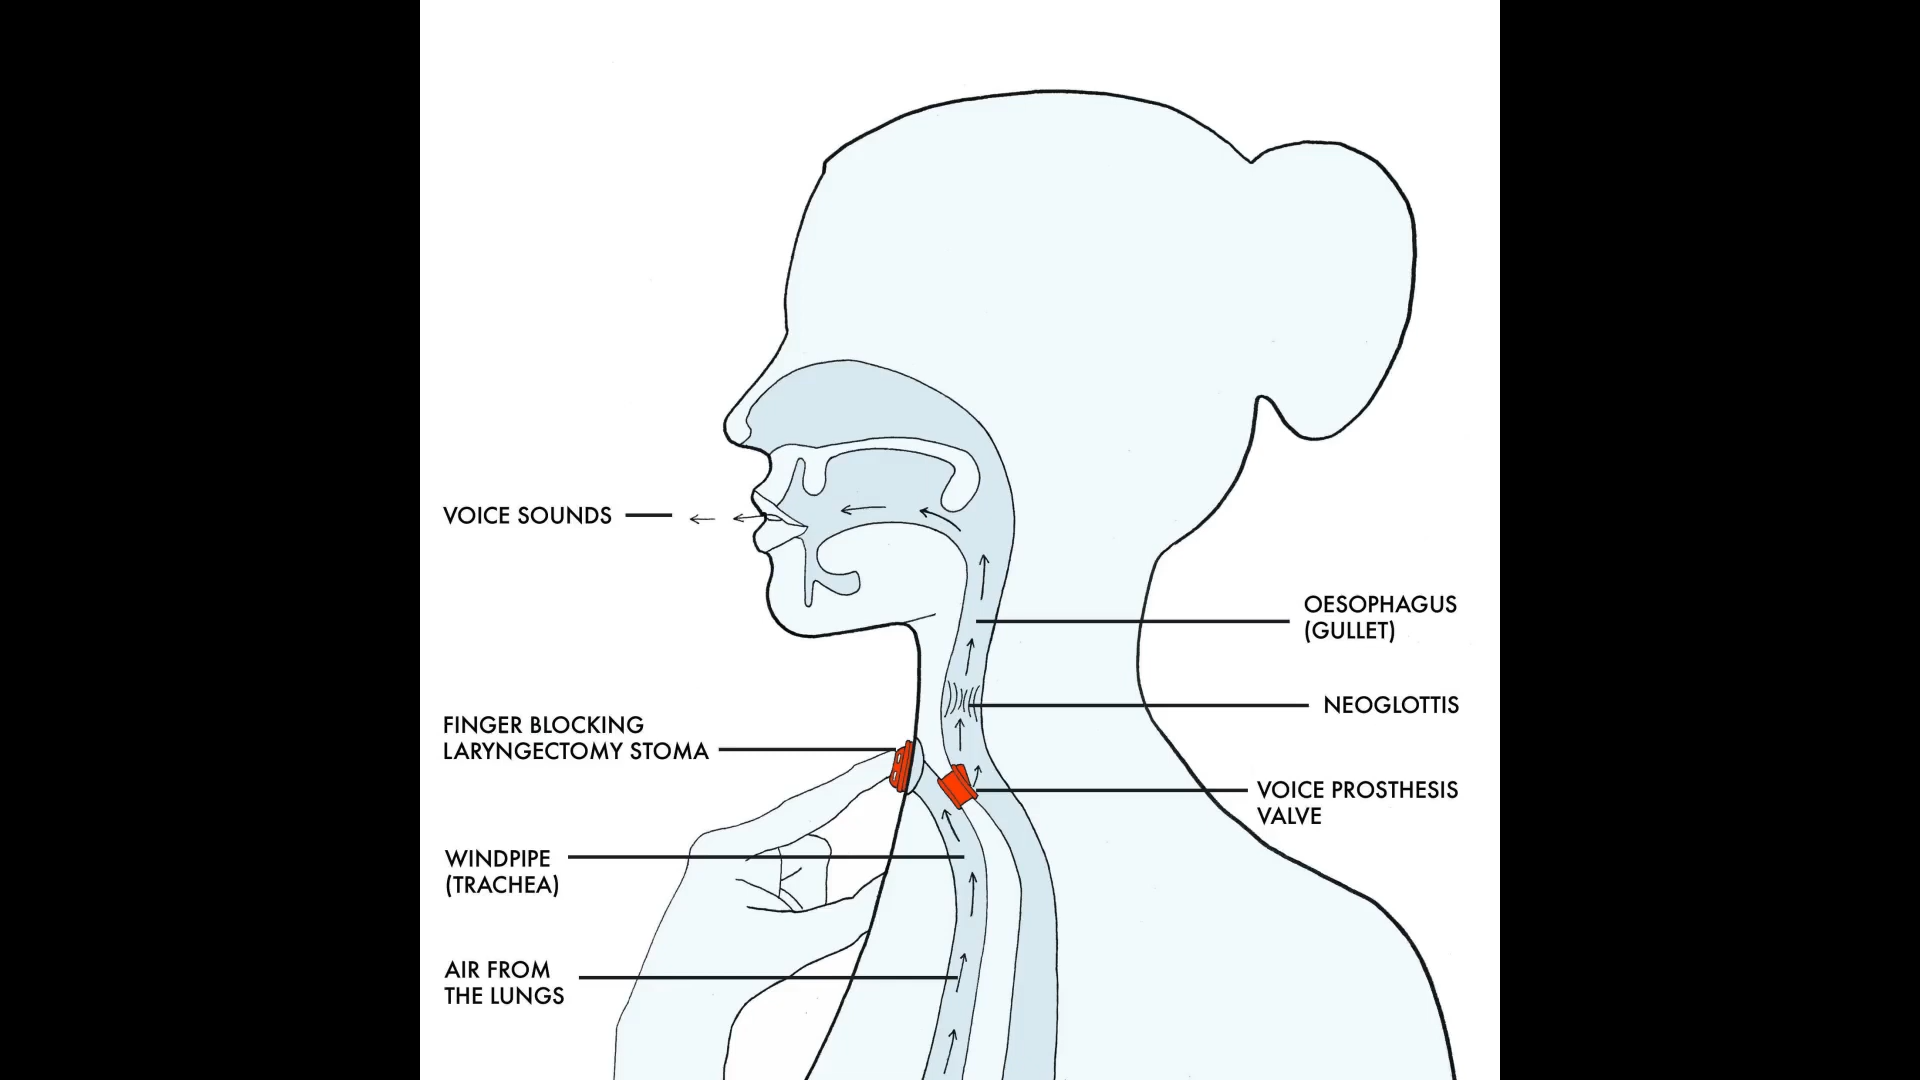 VOICE SOUNDS
OESOPHAGUS
(GULLET)
NEOGLOTTIS
FINGER BLOCKING
LARYNGECTOMY STOMA
VOICE PROSTHESIS
VALVE
WINDPIPE
(TRACHEA)
AIR FROM
THE LUNGS